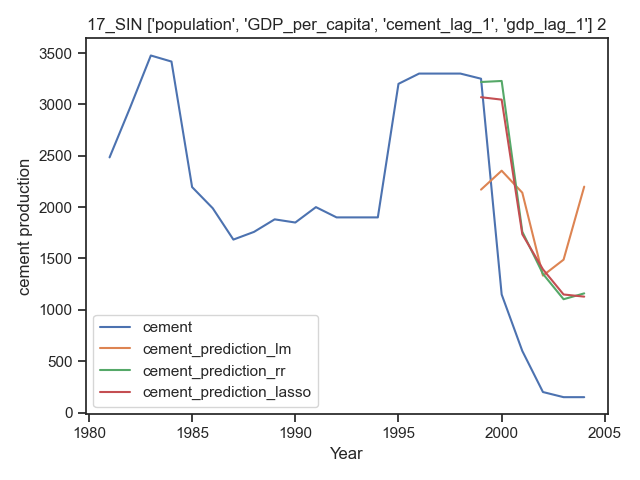 17_SIN ['population', 'GDP_per_capita', 'cement_lag_1', 'gdp_lag_1'] 2
3500
3000
2500
2000
1500
1000
500
0
cement production
cement
cement_prediction_lm
cement_prediction_rr
cement_prediction_lasso
1980 1985 1990 1995 2000 2005
Year